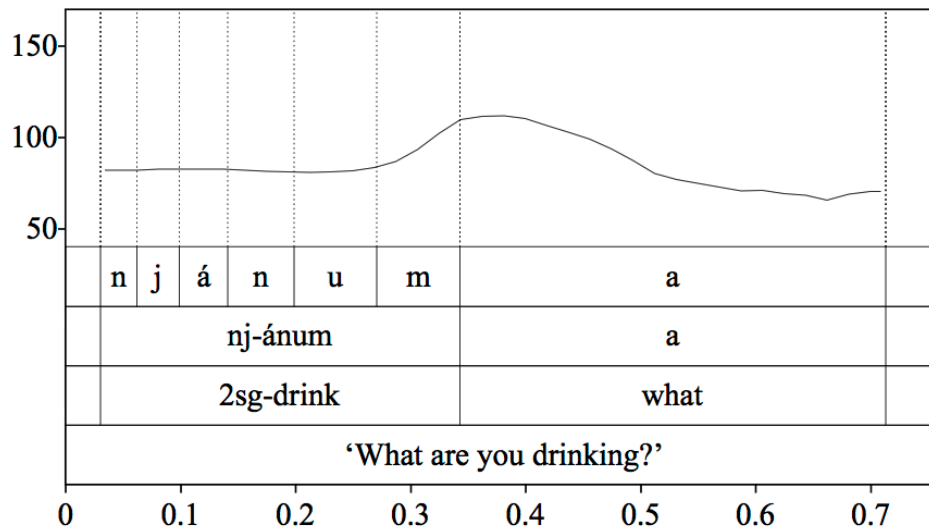 150
100
50
n j á n u m a
nj-ánum a
2sg-drink what
‘What are you drinking?’
0 0.1 0.2 0.3 0.4 0.5 0.6 0.7